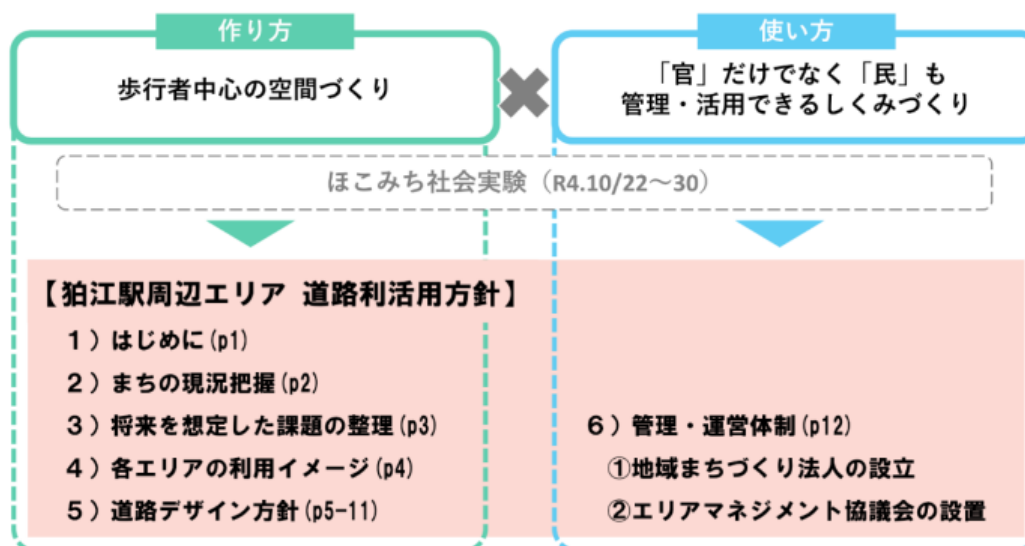 作り方
歩行者中心の空間づくり
使い方
「官」だけでなく「民」も
管理・活用できるしくみづくり
ほこみち社会実験（R4.10/22～30）
【狛江駅周辺エリア 道路利活用方針】
１）はじめに(p1)
２）まちの現況把握(p2)
３）将来を想定した課題の整理(p3)
４）各エリアの利用イメージ(p4)
５）道路デザイン方針(p5-11)
６）管理・運営体制(p12)
①地域まちづくり法人の設立
②エリアマネジメント協議会の設置